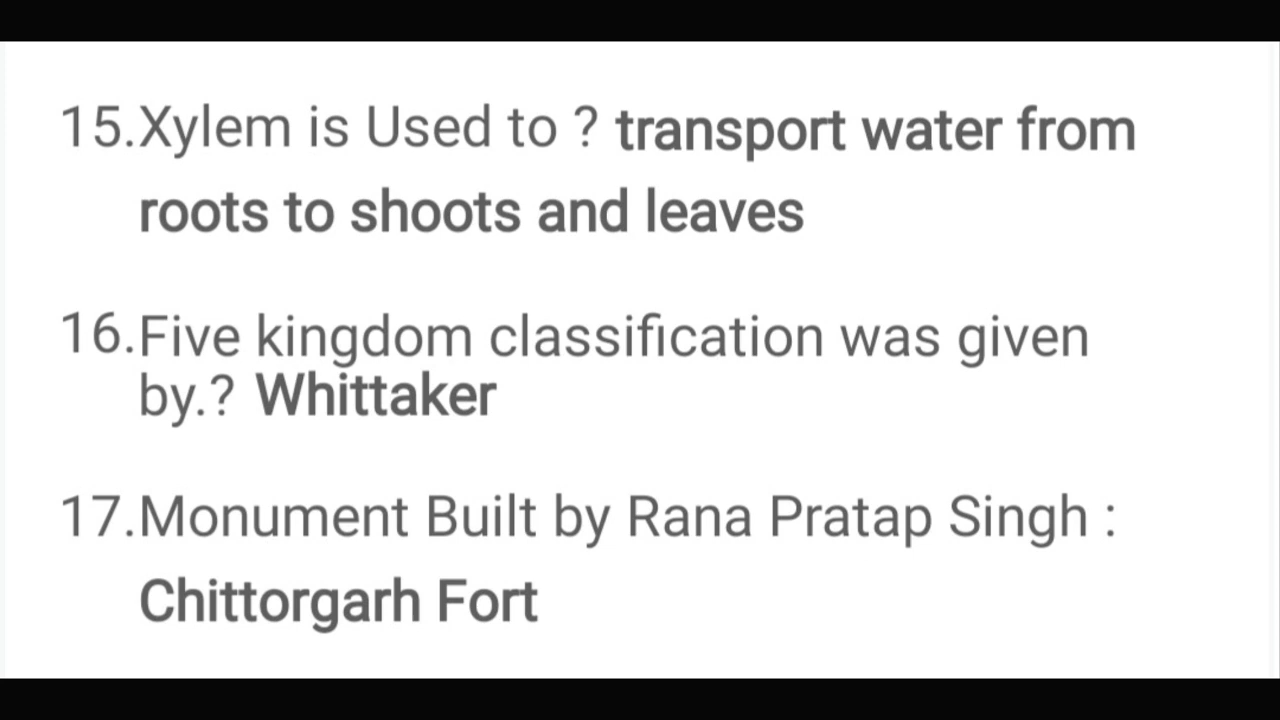 15.Xylem is Used to ? transport water from
roots to shoots and leaves
16.Five kingdom classification was given
by.? Whittaker
17.Monument Built by Rana Pratap Singh :
Chittorgarh Fort